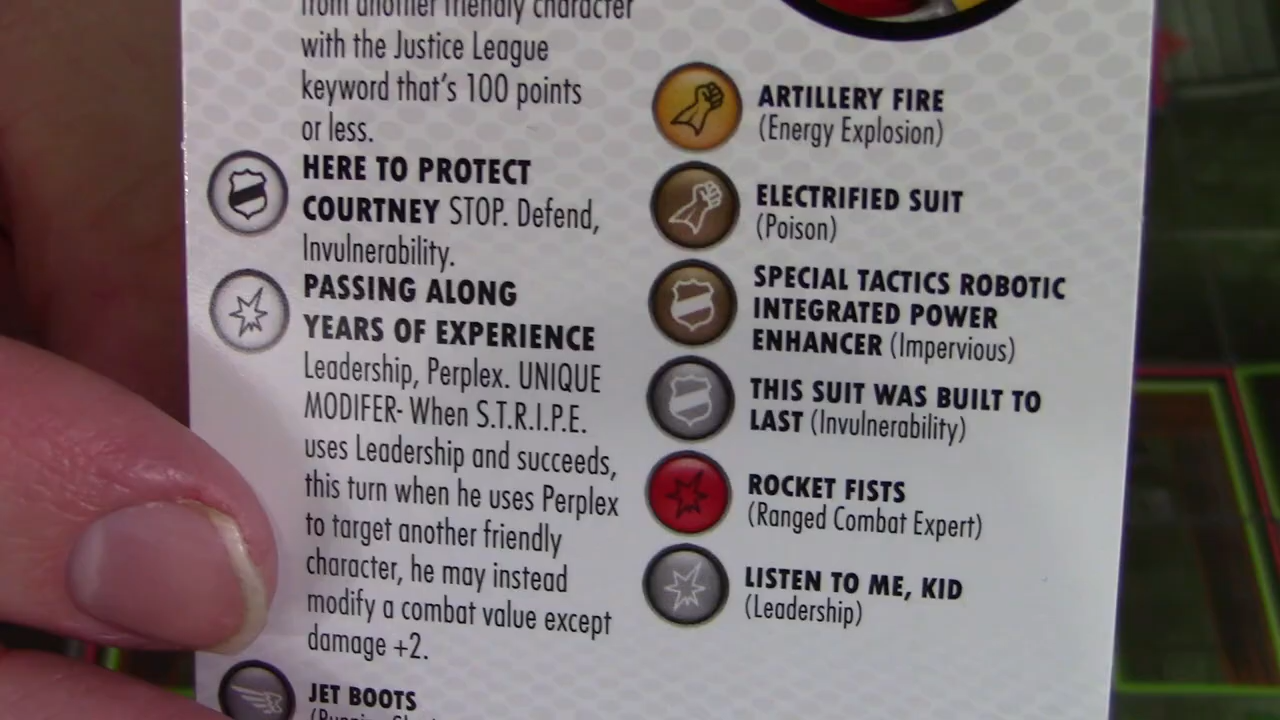 from another friendly character
with the Justice League
keyword that's 100 points
or less.
HERE TO PROTECT
COURTNEY STOP. Defend,
Invulnerability.
PASSING ALONG
YEARS OF EXPERIENCE
Leadership, Perplex. UNIQUE
MODIFER- When S.T.R.I.P.E.
uses Leadership and succeeds,
this turn when he uses Perplex
to target another friendly
character, he may instead
modify a combat value except
damage +2.
JET BOOTS
ARTILLERY FIRE
(Energy Explosion)
ELECTRIFIED SUIT
(Poison)
SPECIAL TACTICS ROBOTIC
INTEGRATED POWER
ENHANCER (Impervious)
THIS SUIT WAS BUILT TO
LAST (Invulnerability)
ROCKET FISTS
(Ranged Combat Expert)
LISTEN TO ME, KID
(Leadership)